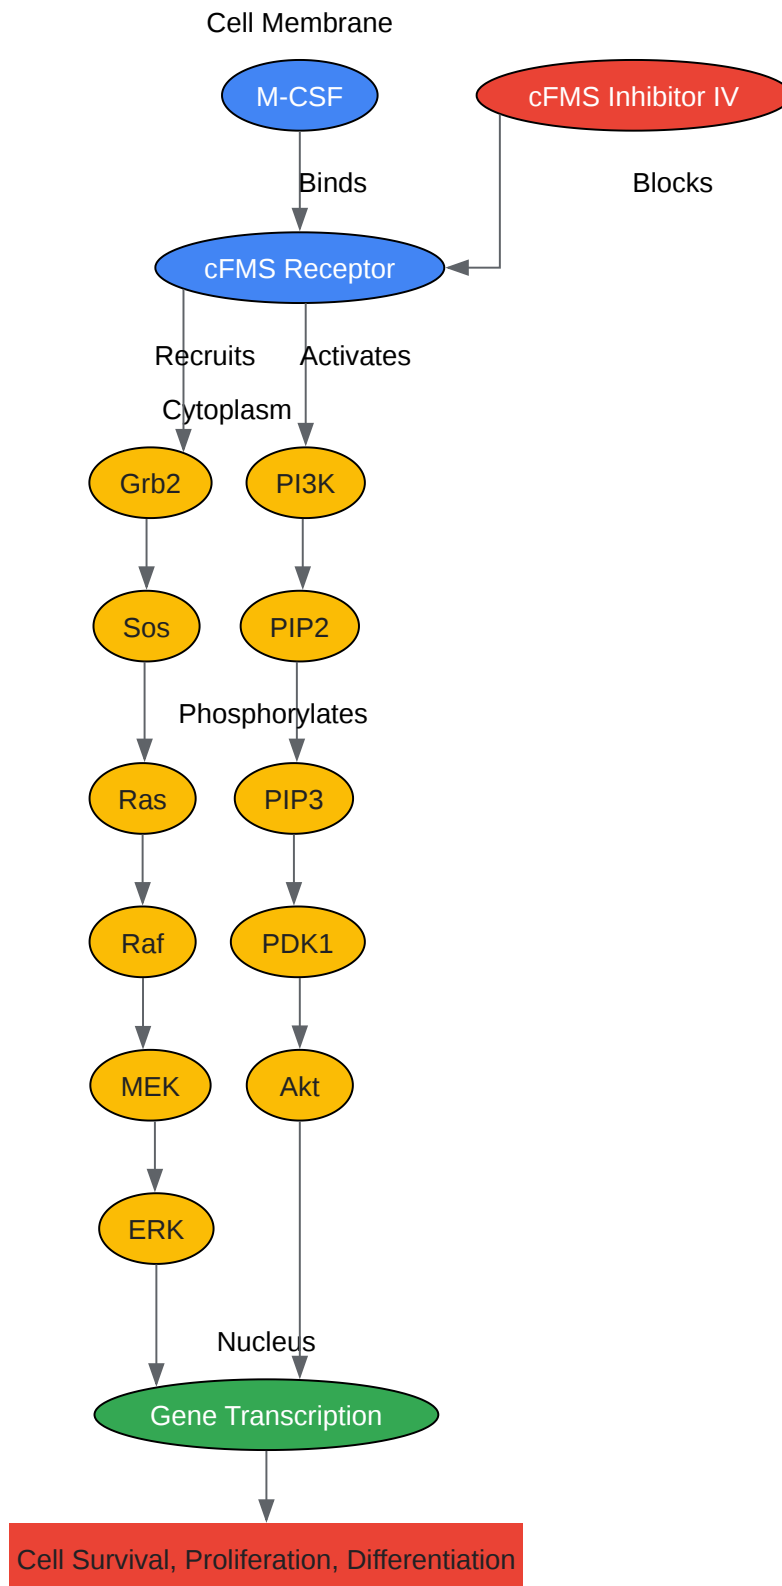 Cell Membrane
M-CSF
cFMS Inhibitor IV
Binds
Blocks
cFMS Receptor
Recruits
Activates
Cytoplasm
Grb2
PI3K
Sos
PIP2
Phosphorylates
Ras
PIP3
Raf
PDK1
MEK
Akt
ERK
Nucleus
Gene Transcription
Cell Survival, Proliferation, Differentiation